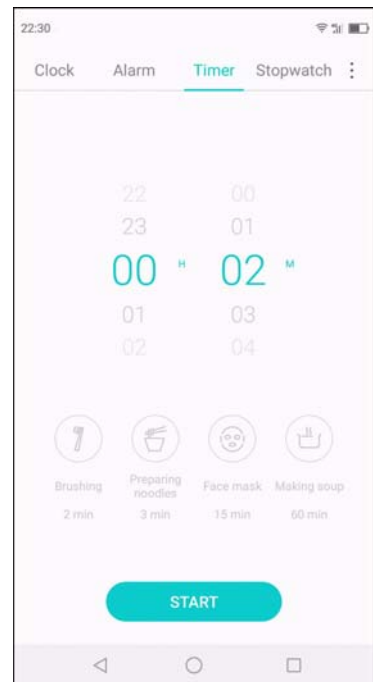 22:30
Clock Alarm Timer Stopwatch
22 00
23 01
00 H 02 M
01 03
02 04
Brushing Preparing noodles Face mask Making soup
2 min 3 min 15 min 60 min
START